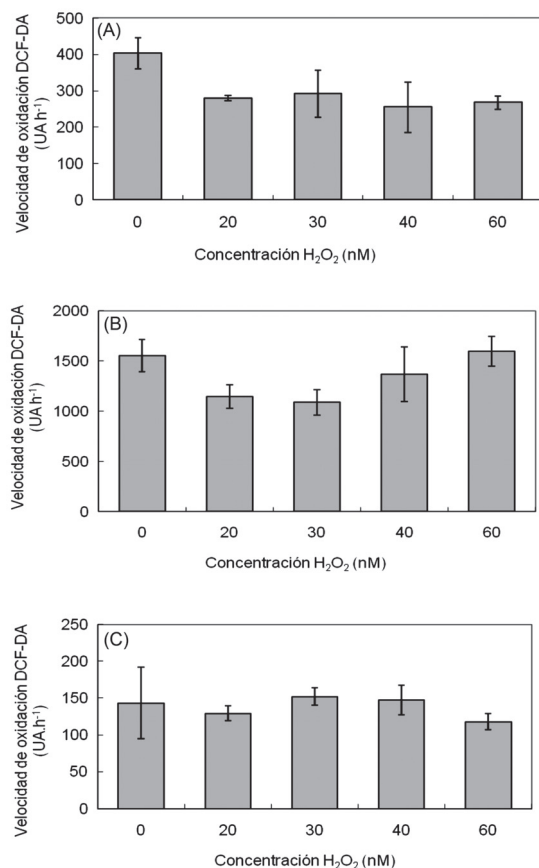 (A)
Velocidad de oxidación DCF-DA
(UA h⁻¹)
500
400
300
200
100
0
0 20 30 40 60
Concentración H₂O₂ (nM)
(B)
Velocidad de oxidación DCF-DA
(UA h⁻¹)
2000
1500
1000
500
0
0 20 30 40 60
Concentración H₂O₂ (nM)
(C)
Velocidad de oxidación DCF-DA
(UA.h⁻¹)
250
200
150
100
50
0
0 20 30 40 60
Concentración H₂O₂ (nM)